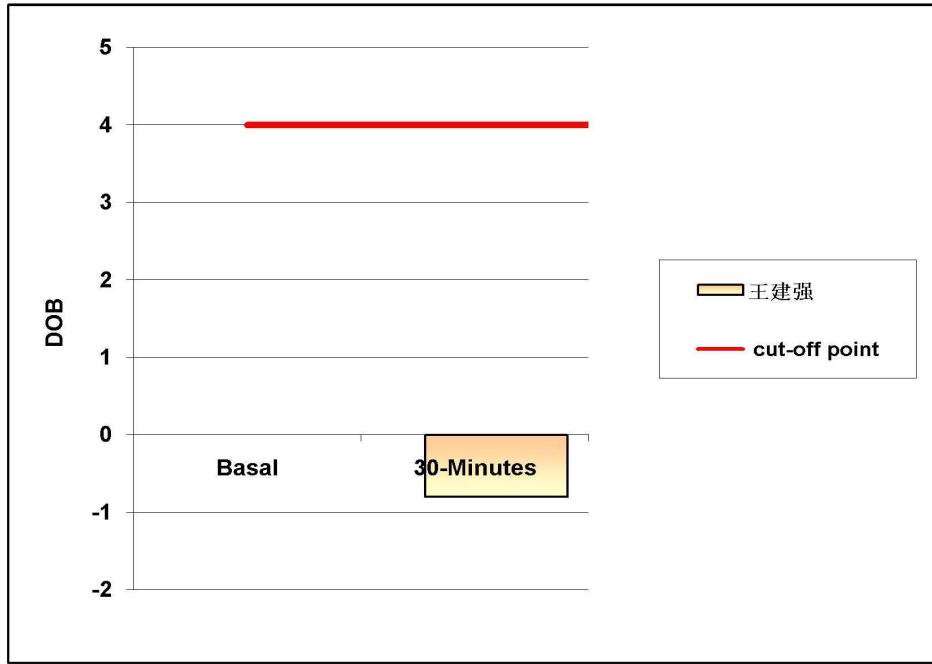 5
4
3
2
1
0
-1
-2
DOB
Basal
30-Minutes
王建强
cut-off point